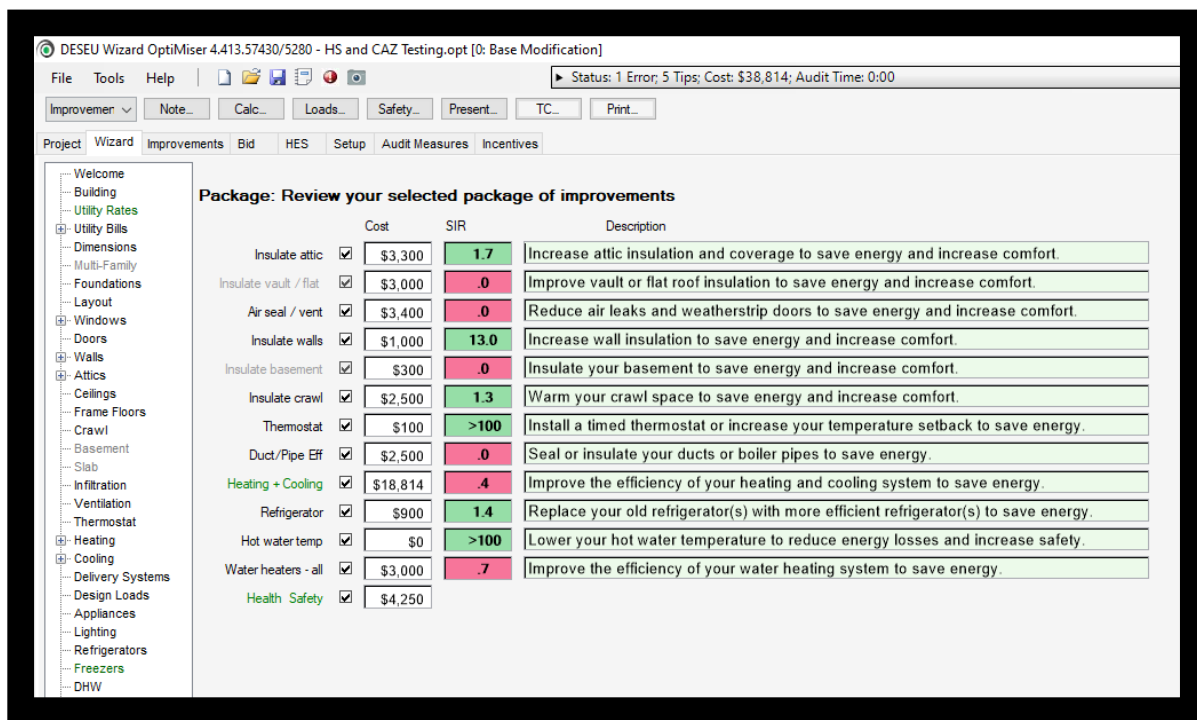 DESEU Wizard OptiMiser 4.413.57430/5280 - HS and CAZ Testing.opt [0: Base Modification]
File Tools Help
Status: 1 Error; 5 Tips; Cost: $38,814; Audit Time: 0:00
Improvemer Note... Calc... Loads... Safety... Present... TC... Print...
Project Wizard Improvements Bid HES Setup Audit Measures Incentives
Welcome
Building
Utility Rates
Utility Bills
Dimensions
Multi-Family
Foundations
Layout
Windows
Doors
Walls
Attics
Ceilings
Frame Floors
Crawl
Basement
Slab
Infiltration
Ventilation
Thermostat
Heating
Cooling
Delivery Systems
Design Loads
Appliances
Lighting
Refrigerators
Freezers
DHW
Package: Review your selected package of improvements
Cost SIR Description
Insulate attic $3,300 1.7 Increase attic insulation and coverage to save energy and increase comfort.
Insulate vault / flat $3,000 .0 Improve vault or flat roof insulation to save energy and increase comfort.
Air seal / vent $3,400 .0 Reduce air leaks and weatherstrip doors to save energy and increase comfort.
Insulate walls $1,000 13.0 Increase wall insulation to save energy and increase comfort.
Insulate basement $300 .0 Insulate your basement to save energy and increase comfort.
Insulate crawl $2,500 1.3 Warm your crawl space to save energy and increase comfort.
Thermostat $100 >100 Install a timed thermostat or increase your temperature setback to save energy.
Duct/Pipe Eff $2,500 .0 Seal or insulate your ducts or boiler pipes to save energy.
Heating + Cooling $18,814 .4 Improve the efficiency of your heating and cooling system to save energy.
Refrigerator $900 1.4 Replace your old refrigerator(s) with more efficient refrigerator(s) to save energy.
Hot water temp $0 >100 Lower your hot water temperature to reduce energy losses and increase safety.
Water heaters - all $3,000 .7 Improve the efficiency of your water heating system to save energy.
Health Safety $4,250